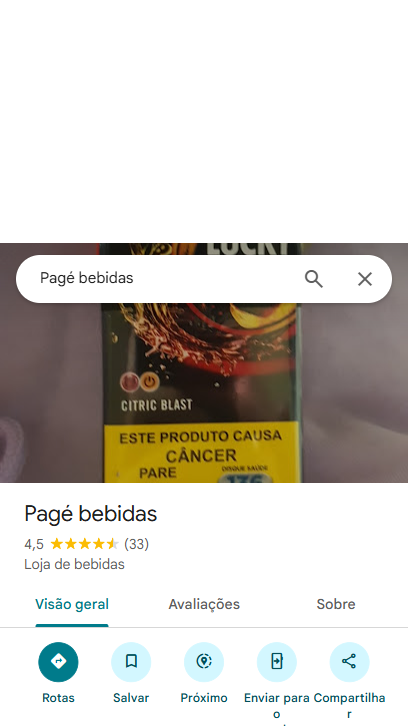 LUCKY
Pagé bebidas
CITRIC BLAST
ESTE PRODUTO CAUSA
CÂNCER
PARE
DISQUE SAÚDE
136
Pagé bebidas
4,5 (33)
Loja de bebidas
Visão geral Avaliações Sobre
Rotas Salvar Próximo Enviar para Compartilha
o r